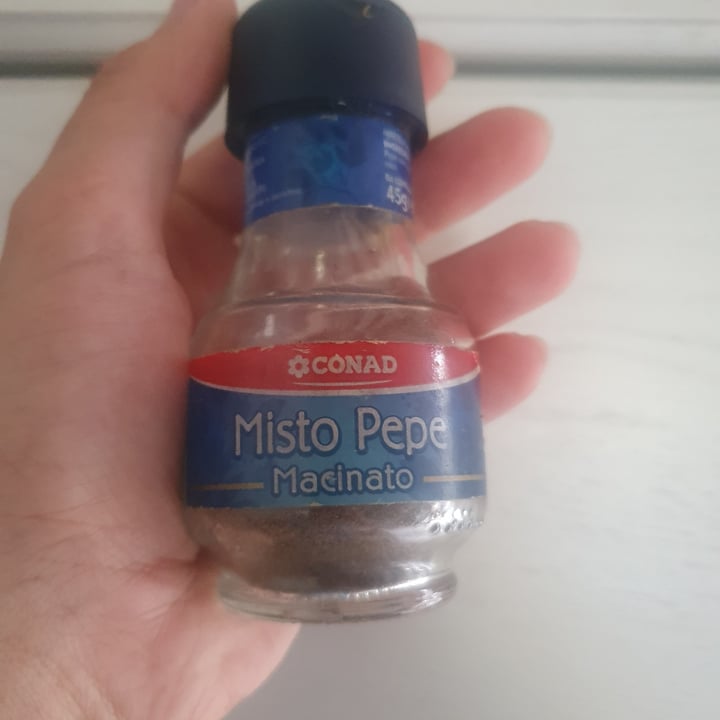 45g
CONAD
Misto Pepe
Macinato